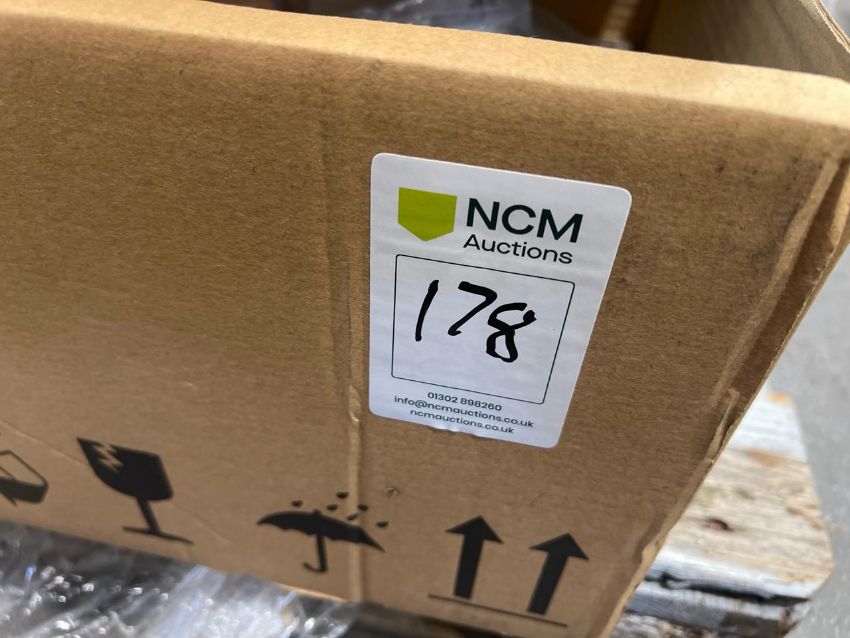 NCM
Auctions
178
01302 898260
info@ncmauctions.co.uk
ncmauctions.co.uk